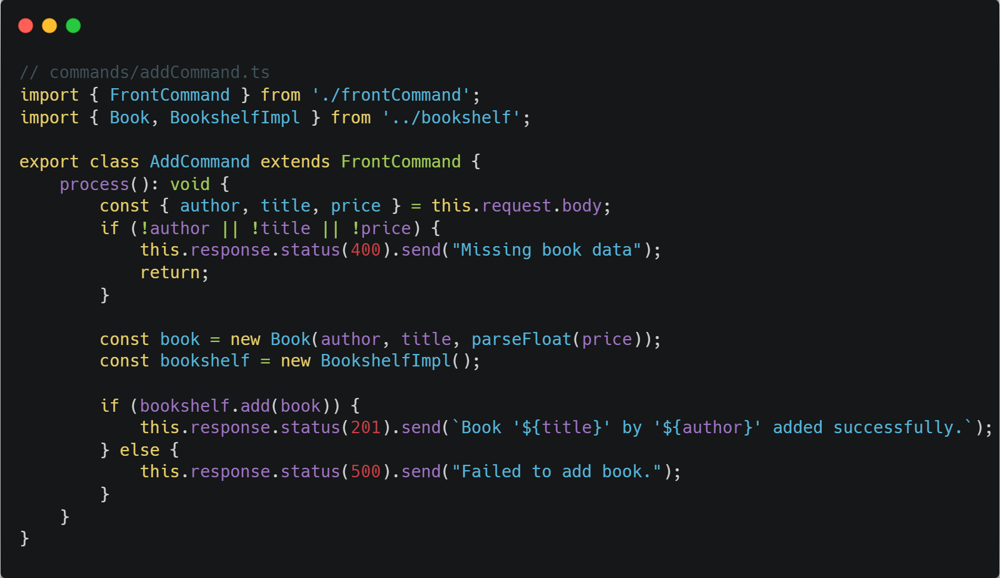 // commands/addCommand.ts
import { FrontCommand } from './frontCommand';
import { Book, BookshelfImpl } from '../bookshelf';

export class AddCommand extends FrontCommand {
    process(): void {
        const { author, title, price } = this.request.body;
        if (!author || !title || !price) {
            this.response.status(400).send("Missing book data");
            return;
        }

        const book = new Book(author, title, parseFloat(price));
        const bookshelf = new BookshelfImpl();

        if (bookshelf.add(book)) {
            this.response.status(201).send(`Book '${title}' by '${author}' added successfully.`);
        } else {
            this.response.status(500).send("Failed to add book.");
        }
    }
}